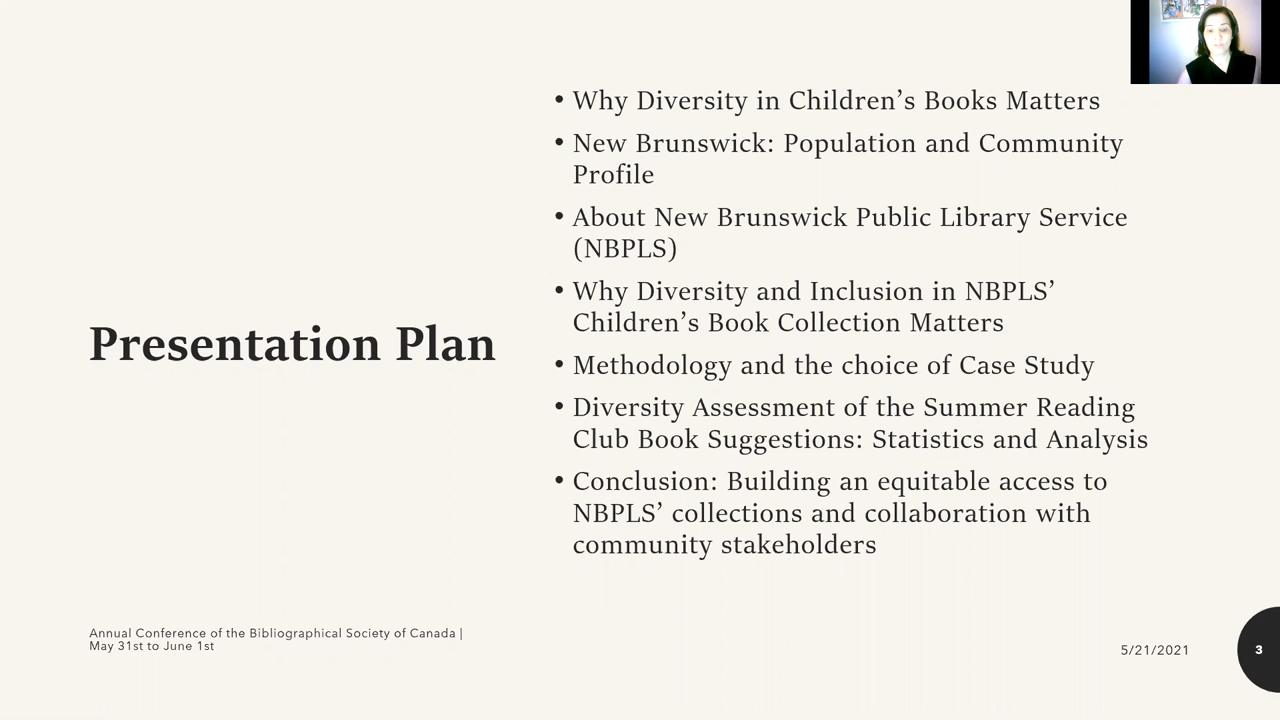 Presentation Plan
• Why Diversity in Children’s Books Matters
• New Brunswick: Population and Community
Profile
• About New Brunswick Public Library Service
(NBPLS)
• Why Diversity and Inclusion in NBPLS’
Children’s Book Collection Matters
• Methodology and the choice of Case Study
• Diversity Assessment of the Summer Reading
Club Book Suggestions: Statistics and Analysis
• Conclusion: Building an equitable access to
NBPLS’ collections and collaboration with
community stakeholders
Annual Conference of the Bibliographical Society of Canada |
May 31st to June 1st
5/21/2021
3